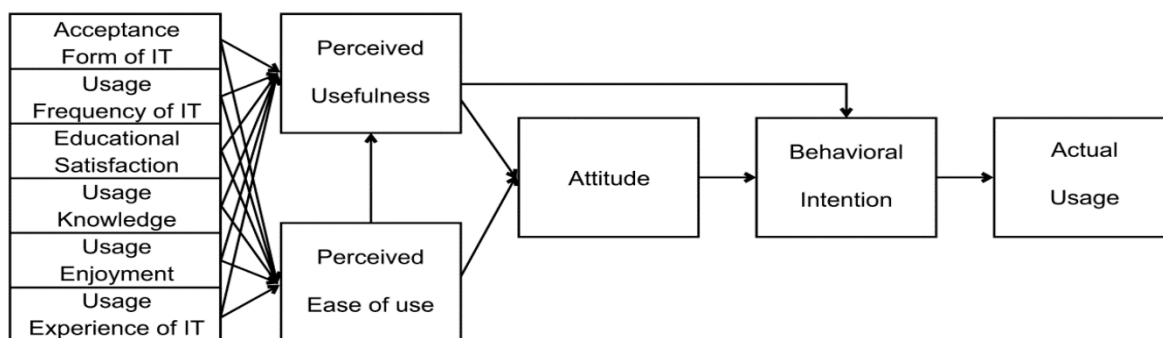 Acceptance
Form of IT
Usage
Frequency of IT
Educational
Satisfaction
Usage
Knowledge
Usage
Enjoyment
Usage
Experience of IT
Perceived
Usefulness
Perceived
Ease of use
Attitude
Behavioral
Intention
Actual
Usage